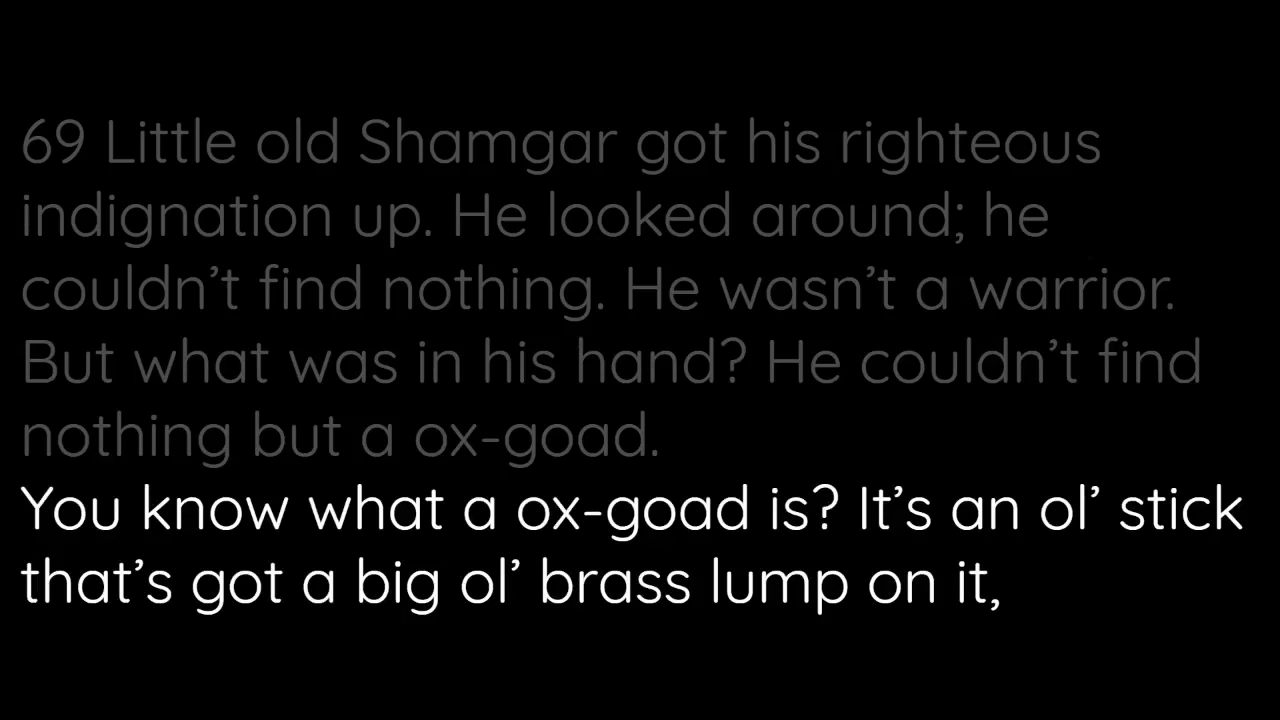 69 Little old Shamgar got his righteous
indignation up. He looked around; he
couldn’t find nothing. He wasn’t a warrior.
But what was in his hand? He couldn’t find
nothing but a ox-goad.
You know what a ox-goad is? It’s an ol’ stick
that’s got a big ol’ brass lump on it,